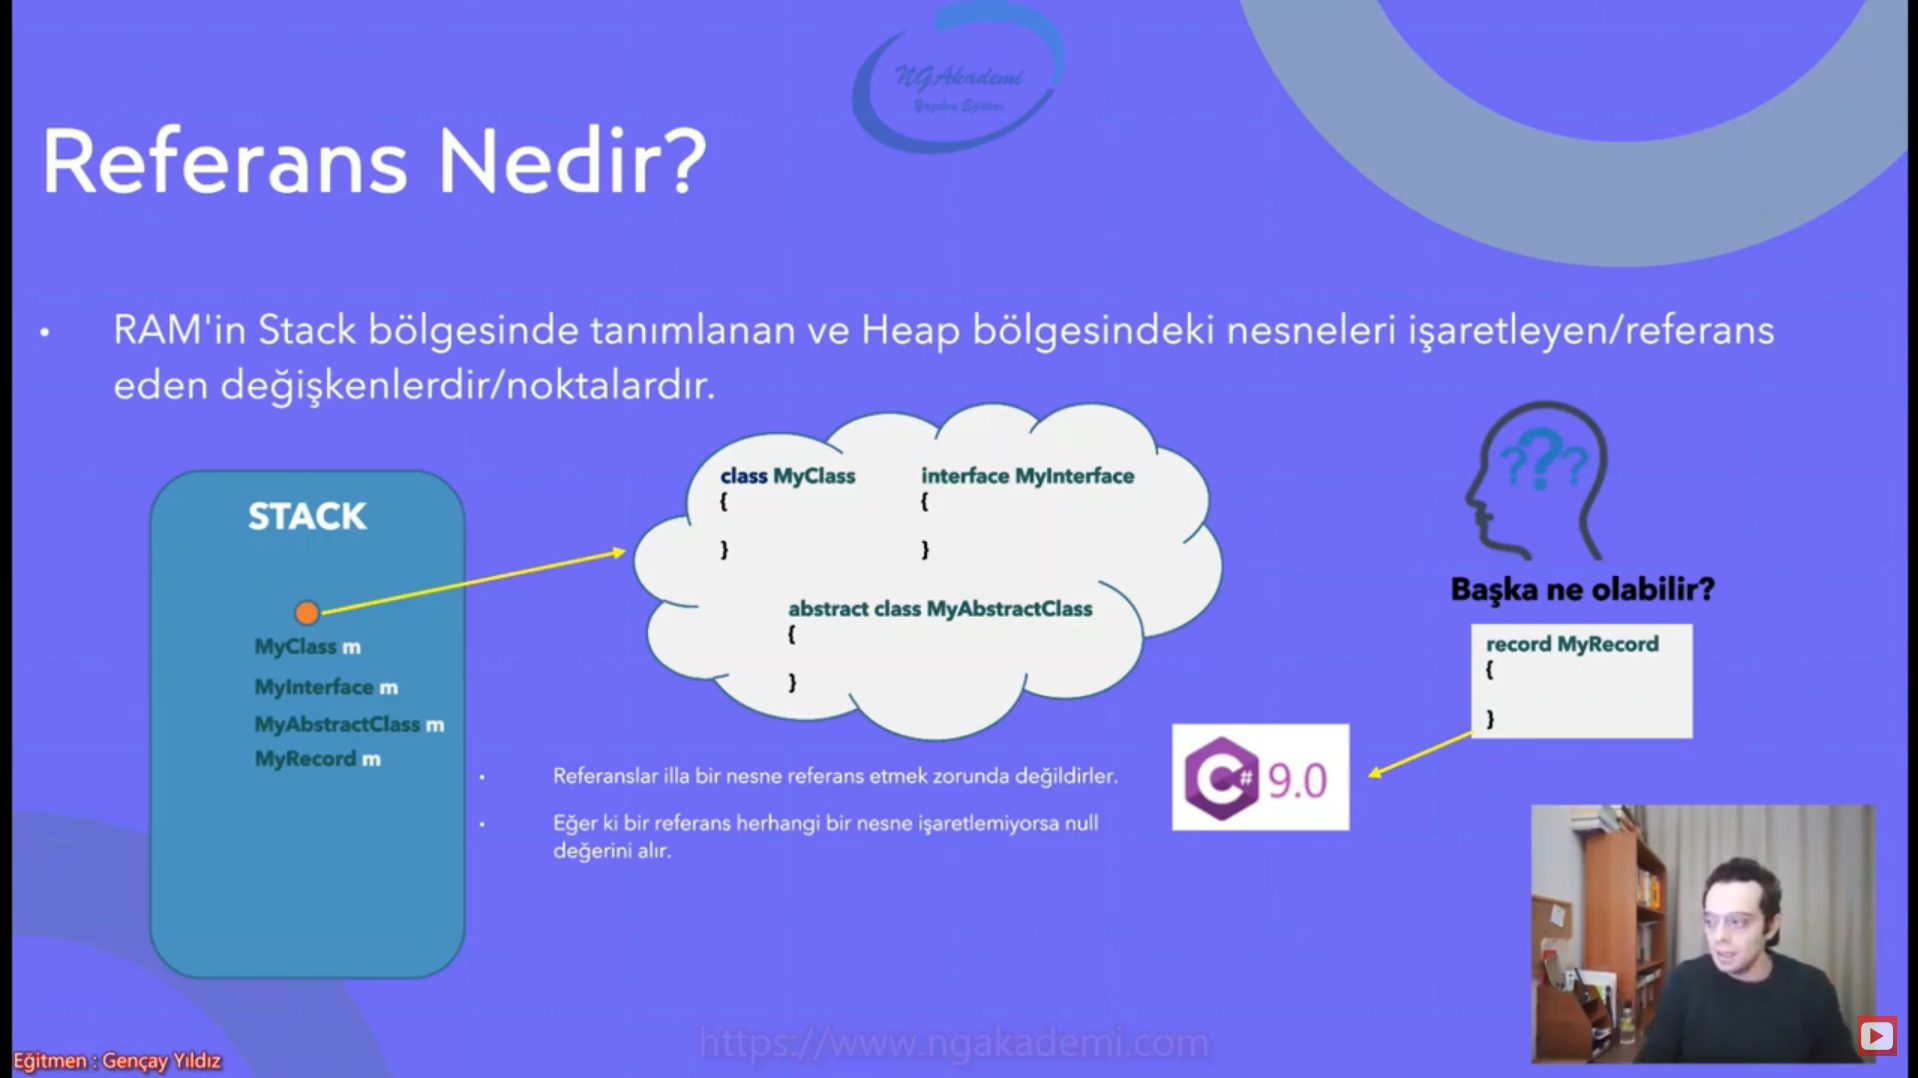 NGAkademi
Yazılım Eğitimi
Referans Nedir?
• RAM'in Stack bölgesinde tanımlanan ve Heap bölgesindeki nesneleri işaretleyen/referans
eden değişkenlerdir/noktalardır.
STACK
MyClass m
MyInterface m
MyAbstractClass m
MyRecord m
class MyClass
{
}
interface MyInterface
{
}
abstract class MyAbstractClass
{
}
???
Başka ne olabilir?
record MyRecord
{
}
C# 9.0
• Referanslar illa bir nesne referans etmek zorunda değildirler.
• Eğer ki bir referans herhangi bir nesne işaretlemiyorsa null
değerini alır.
https://www.ngakademi.com
Eğitmen : Gençay Yıldız